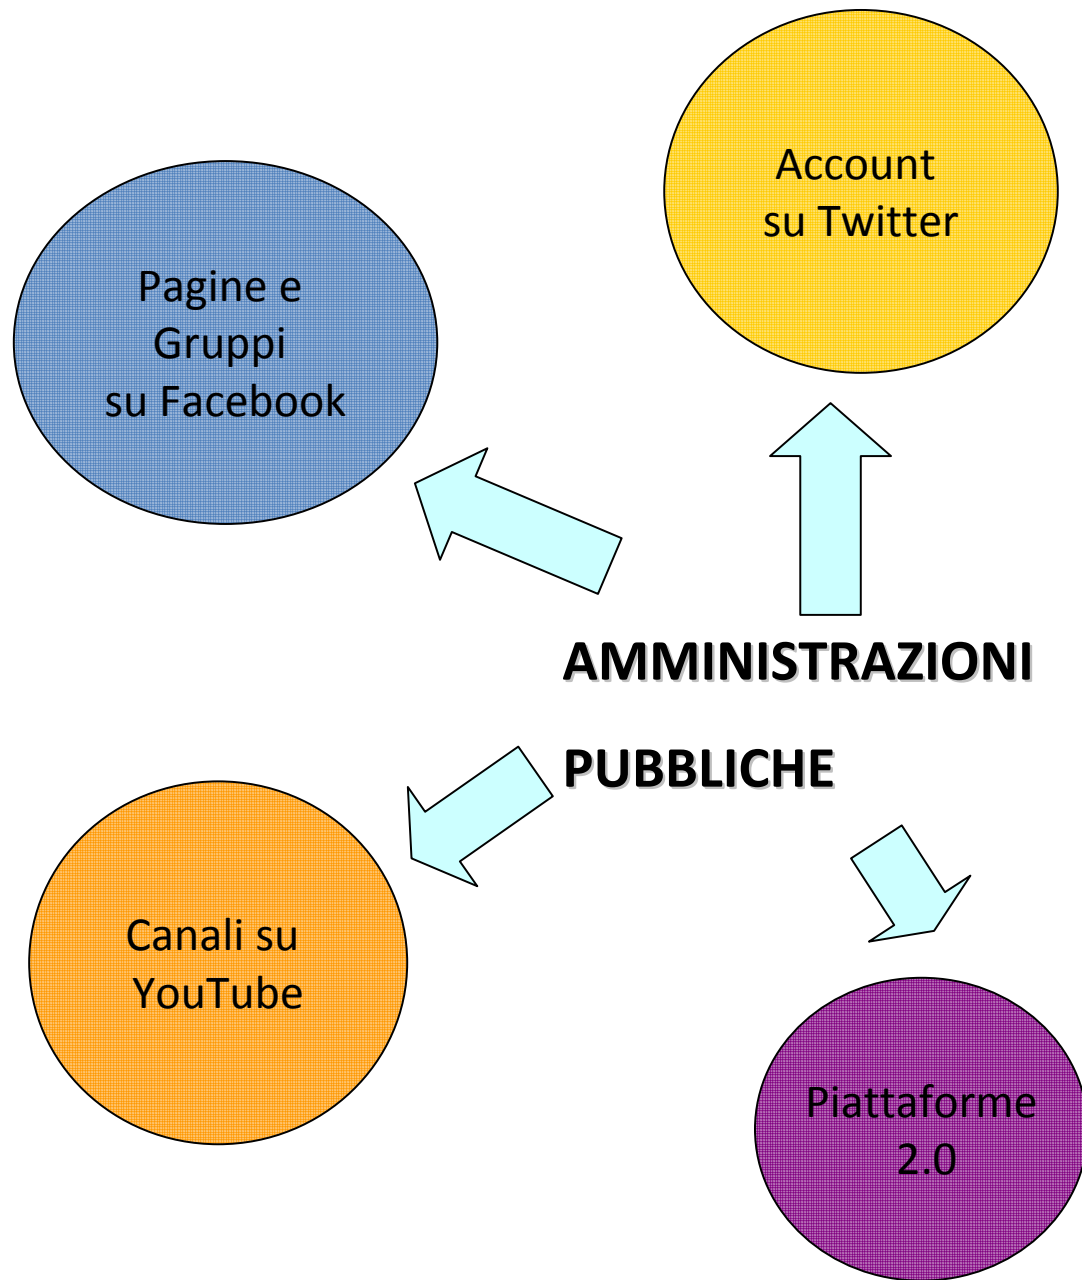 Account
su Twitter
Pagine e
Gruppi
su Facebook
AMMINISTRAZIONI
PUBBLICHE
Canali su
YouTube
Piattaforme
2.0